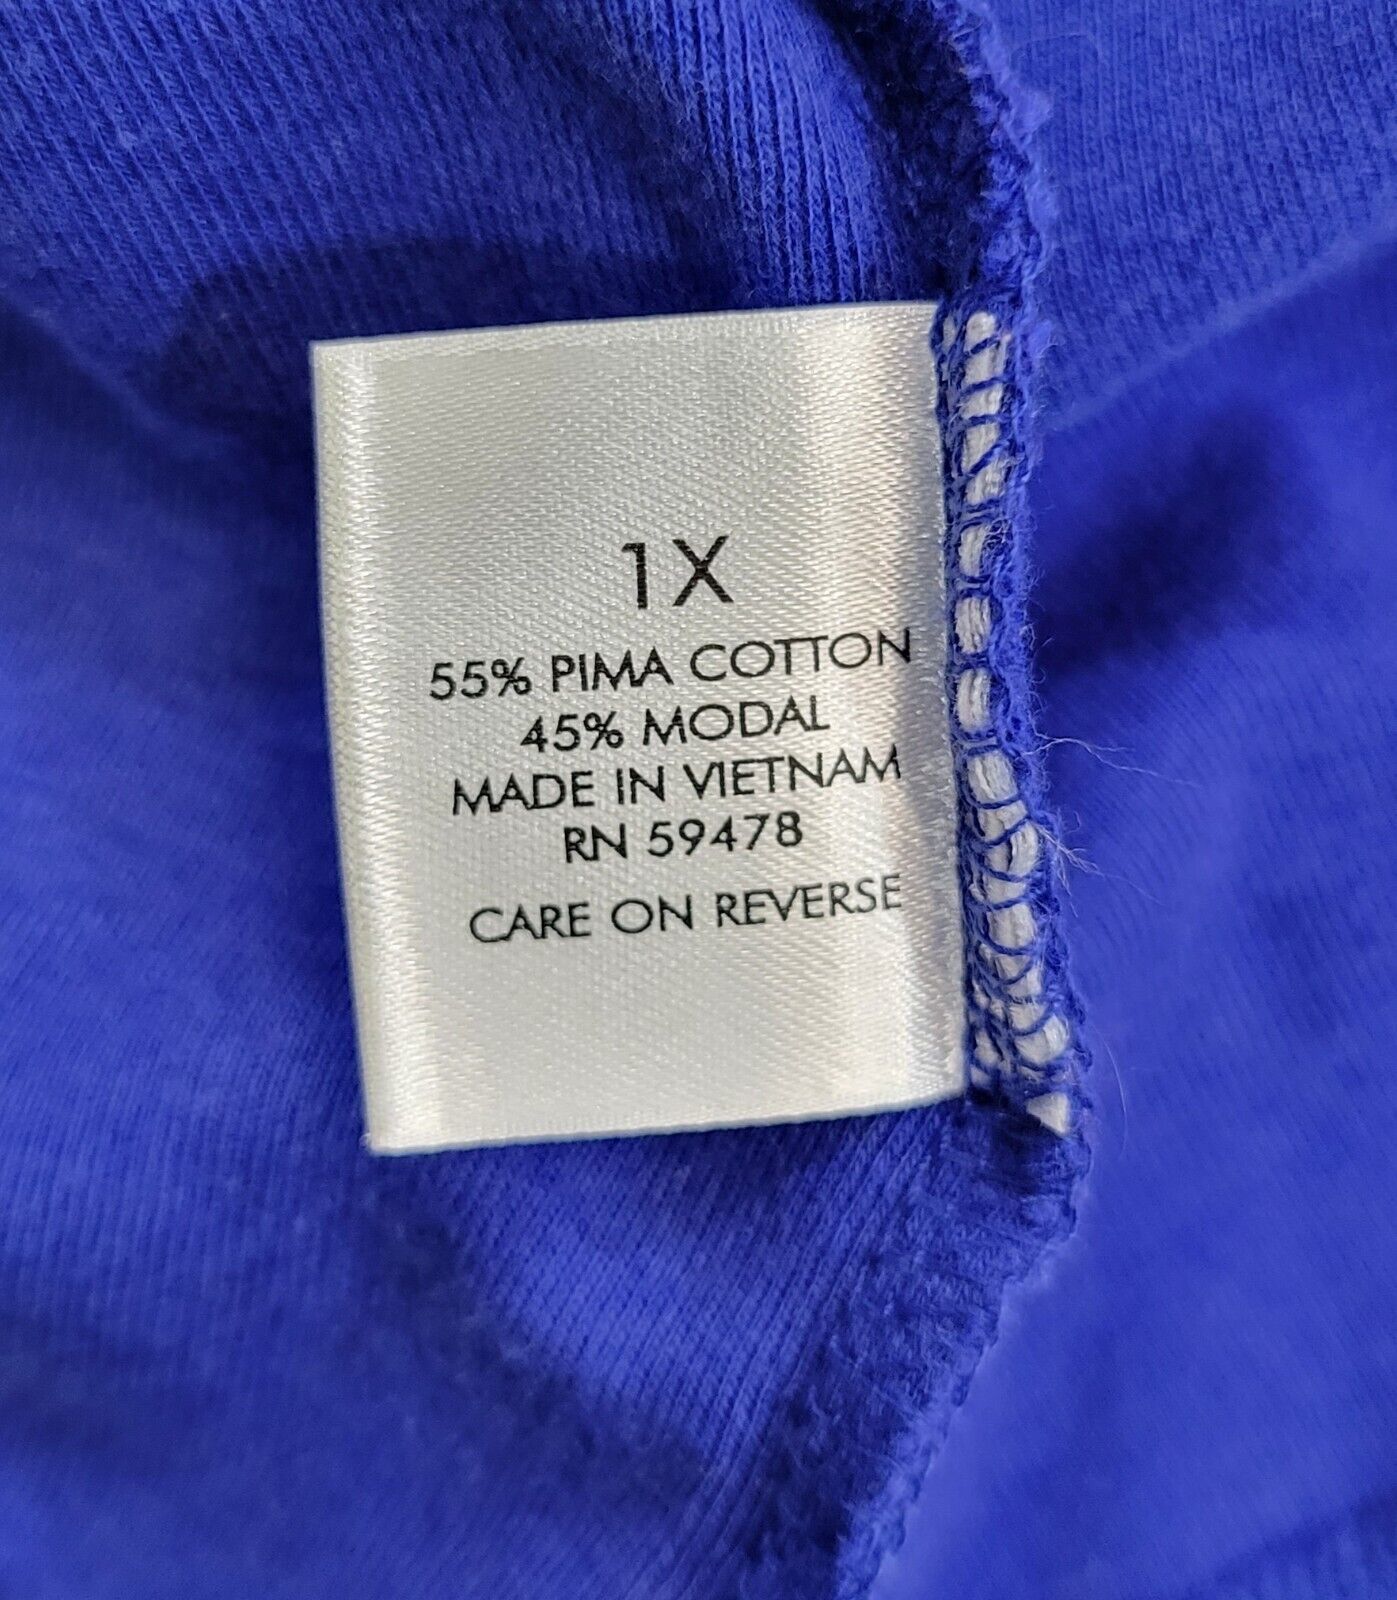 1X
55% PIMA COTTON
45% MODAL
MADE IN VIETNAM
RN 59478
CARE ON REVERSE